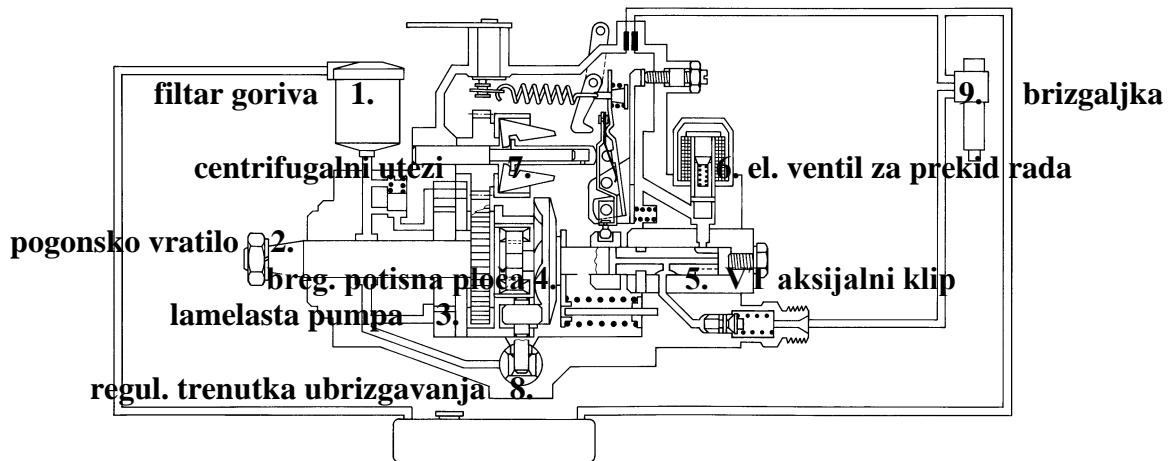 filtar goriva 1.
9. brizgaljka
centrifugalni utezi 7.
6. el. ventil za prekid rada
pogonsko vratilo 2.
breg. potisna ploča 4.
5. VP aksijalni klip
lamelasta pumpa 3.
regul. trenutka ubrizgavanja 8.